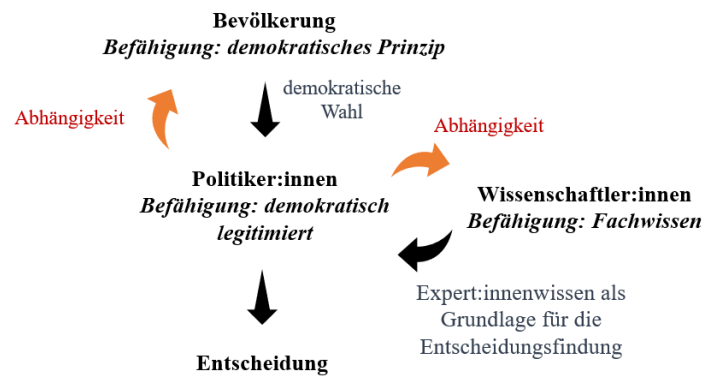 Bevölkerung
Befähigung: demokratisches Prinzip
demokratische
Wahl
Abhängigkeit
Abhängigkeit
Politiker:innen
Befähigung: demokratisch
legitimiert
Wissenschaftler:innen
Befähigung: Fachwissen
Expert:innenwissen als
Grundlage für die
Entscheidungsfindung
Entscheidung